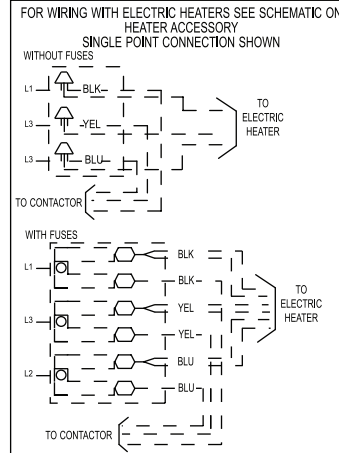 FOR WIRING WITH ELECTRIC HEATERS SEE SCHEMATIC ON
HEATER ACCESSORY
SINGLE POINT CONNECTION SHOWN
WITHOUT FUSES
L1
BLK
L3
YEL
L3
BLU
TO
ELECTRIC
HEATER
TO CONTACTOR
WITH FUSES
BLK
L1
BLK
YEL
L3
YEL
BLU
L2
BLU
TO
ELECTRIC
HEATER
TO CONTACTOR